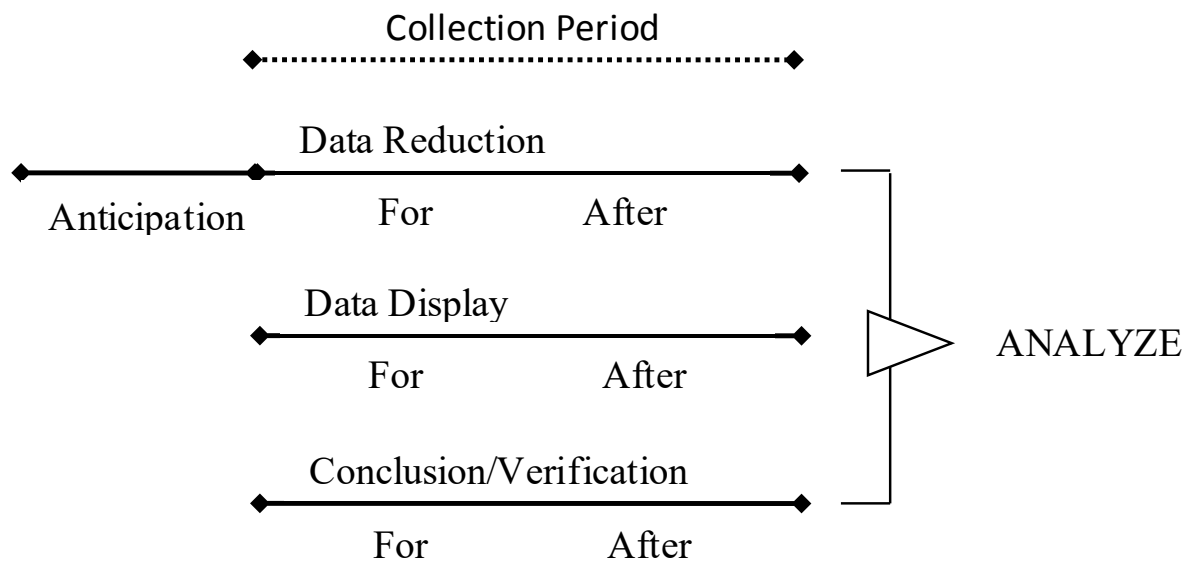 Collection Period
Data Reduction
Anticipation
For After
Data Display
For After
ANALYZE
Conclusion/Verification
For After